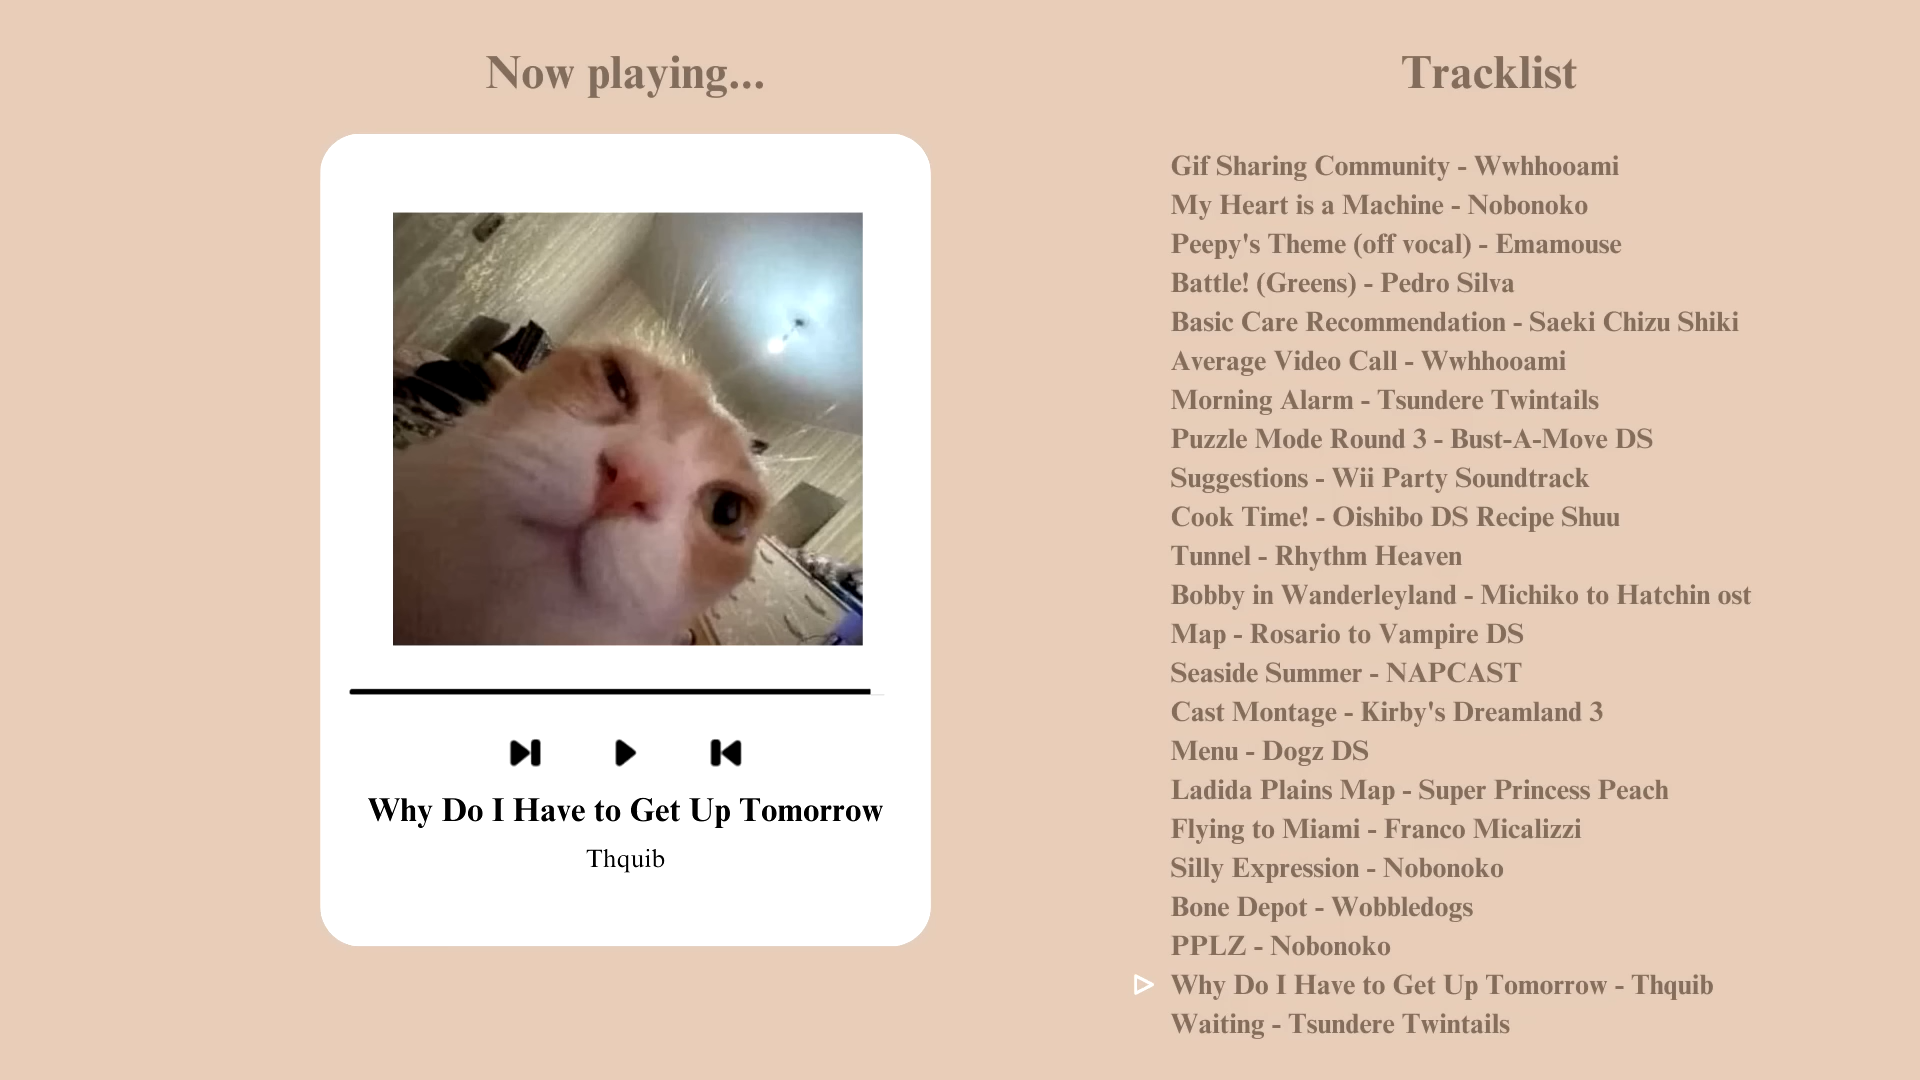 Now playing...
Why Do I Have to Get Up Tomorrow
Thquib
Tracklist
Gif Sharing Community - Wwhhooami
My Heart is a Machine - Nobonoko
Peepy's Theme (off vocal) - Emamouse
Battle! (Greens) - Pedro Silva
Basic Care Recommendation - Saeki Chizu Shiki
Average Video Call - Wwhhooami
Morning Alarm - Tsundere Twintails
Puzzle Mode Round 3 - Bust-A-Move DS
Suggestions - Wii Party Soundtrack
Cook Time! - Oishibo DS Recipe Shuu
Tunnel - Rhythm Heaven
Bobby in Wanderleyland - Michiko to Hatchin ost
Map - Rosario to Vampire DS
Seaside Summer - NAPCAST
Cast Montage - Kirby's Dreamland 3
Menu - Dogz DS
Ladida Plains Map - Super Princess Peach
Flying to Miami - Franco Micalizzi
Silly Expression - Nobonoko
Bone Depot - Wobbledogs
PPLZ - Nobonoko
Why Do I Have to Get Up Tomorrow - Thquib
Waiting - Tsundere Twintails